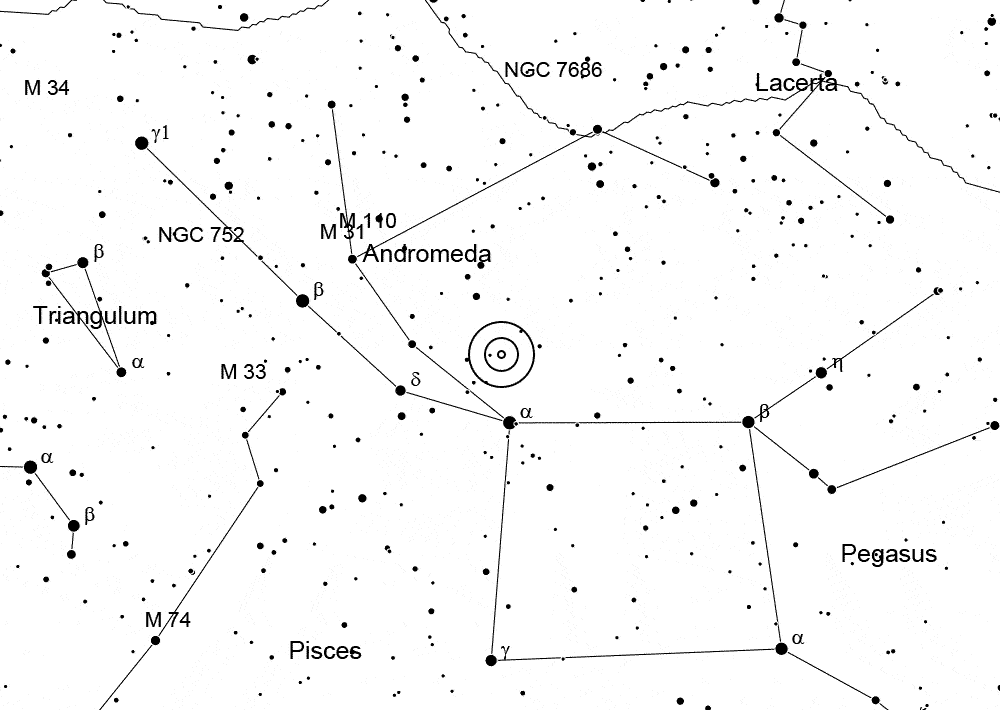 NGC 7686
Lacerta
M 34
γ1
M 110
M 31
NGC 752
Andromeda
β
β
Triangulum
α
η
M 33
δ
α
β
α
β
Pegasus
M 74
α
γ
Pisces